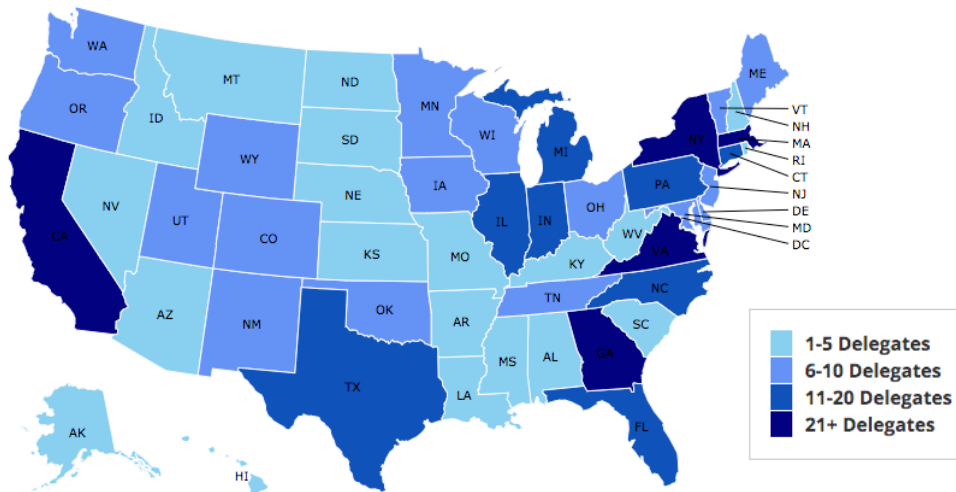 WA
ME
MT
ND
VT
OR
MN
NH
ID
WI
MA
SD
NY
WY
MI
RI
CT
IA
PA
NJ
NE
NV
OH
DE
IL
IN
UT
MD
CA
CO
WV
DC
KS
VA
MO
KY
NC
TN
OK
AZ
NM
AR
SC
MS
AL
GA
TX
LA
FL
AK
HI
1-5 Delegates
6-10 Delegates
11-20 Delegates
21+ Delegates